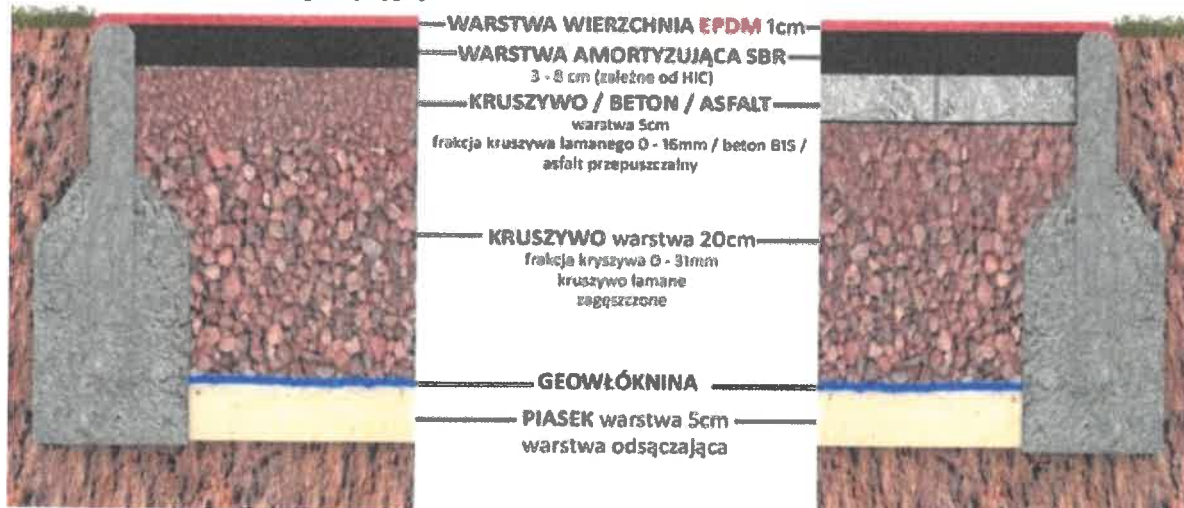 WARSTWA WIERZCHNIA EPDM 1cm
WARSTWA AMORTYZUJĄCA SBR
3 - 8 cm (zależne od HIC)
KRUSZYWO / BETON / ASFALT
warstwa 5cm
frakcja kruszywa łamanego 0 - 16mm / beton B15 /
asfalt przepuszczalny
KRUSZYWO warstwa 20cm
frakcja kryszywa 0 - 31mm
kruszywo łamane
zagęszczone
GEOWŁÓKNINA
PIASEK warstwa 5cm
warstwa odsączająca